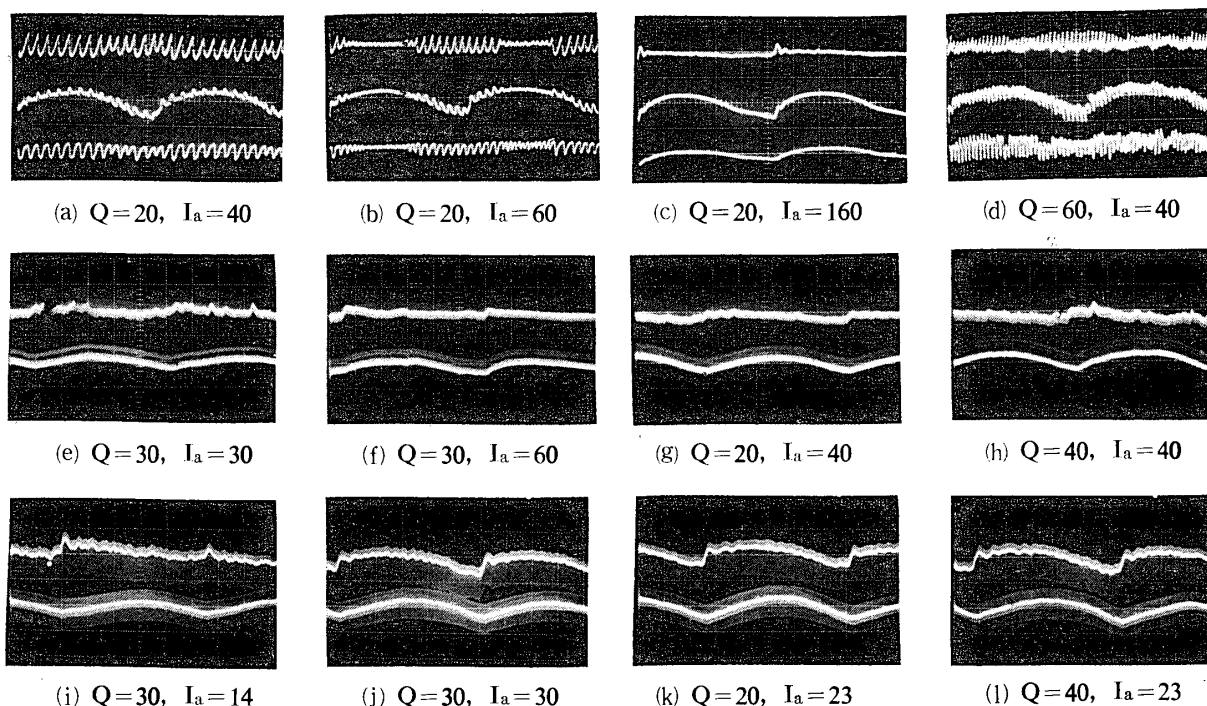 (a) Q=20, Iₐ=40
(b) Q=20, Iₐ=60
(c) Q=20, Iₐ=160
(d) Q=60, Iₐ=40
(e) Q=30, Iₐ=30
(f) Q=30, Iₐ=60
(g) Q=20, Iₐ=40
(h) Q=40, Iₐ=40
(i) Q=30, Iₐ=14
(j) Q=30, Iₐ=30
(k) Q=20, Iₐ=23
(l) Q=40, Iₐ=23